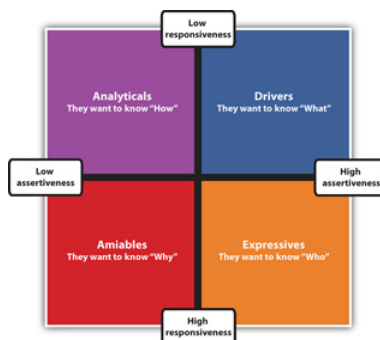 Low
responsiveness
Analyticals
They want to know "How"
Drivers
They want to know "What"
Low
assertiveness
High
assertiveness
Amiables
They want to know "Why"
Expressives
They want to know "Who"
High
responsiveness